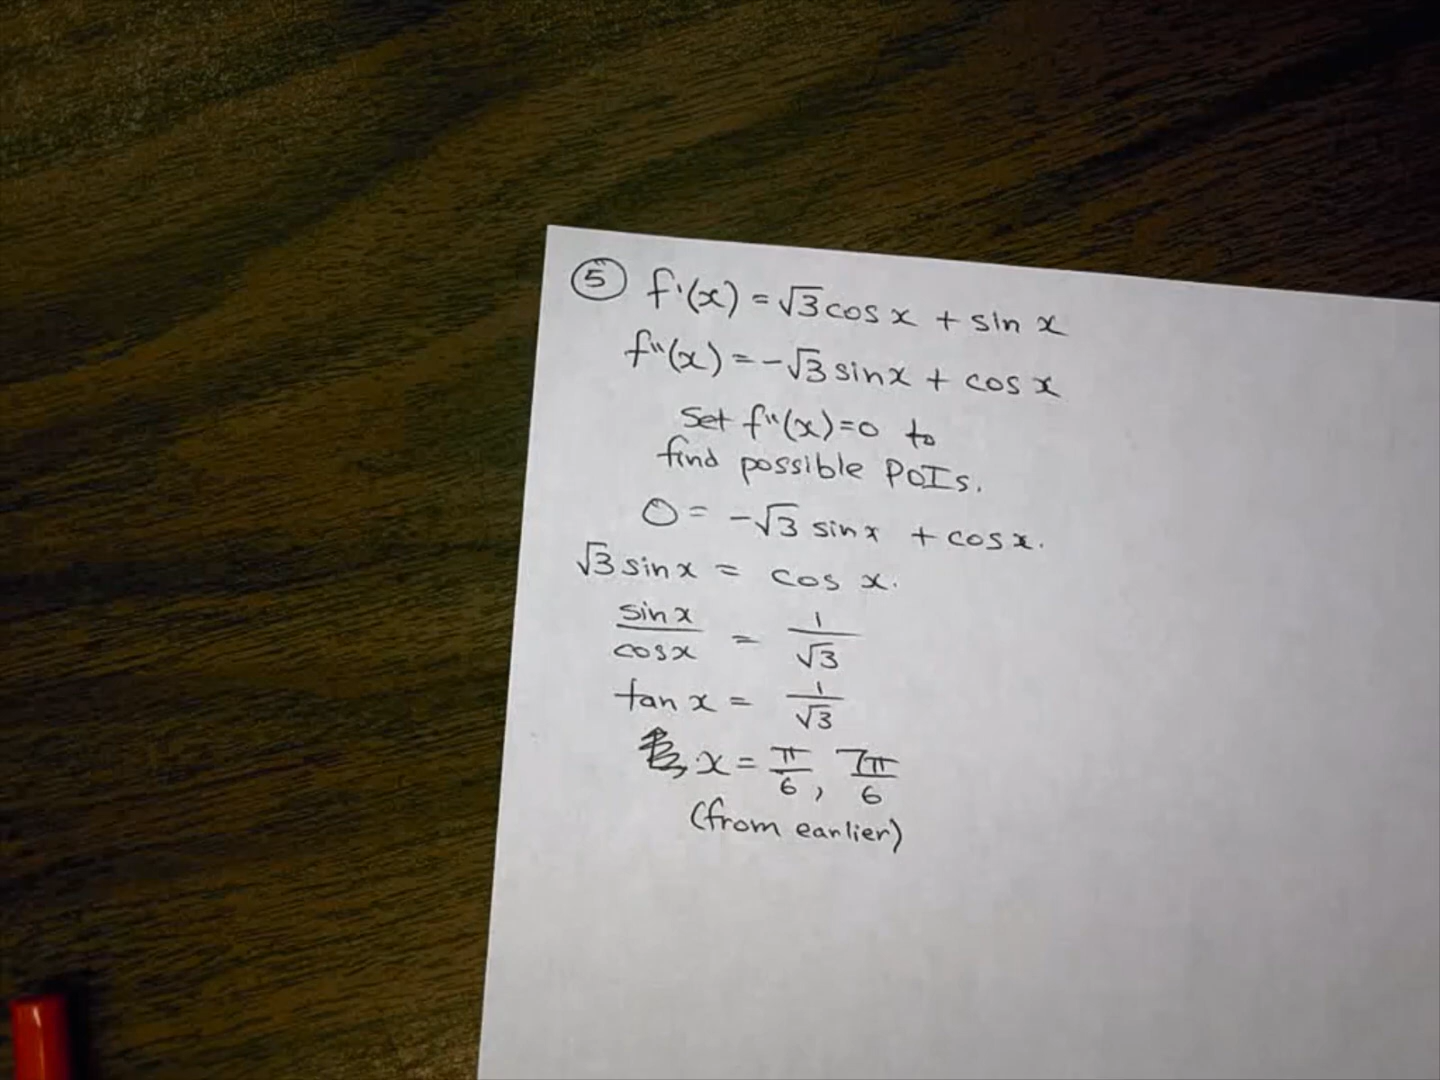 ⑤ f'(x) = √3 cos x + sin x
f''(x) = -√3 sin x + cos x
Set f''(x) = 0 to
find possible POIs.
0 = -√3 sin x + cos x.
√3 sin x = cos x.
sin x / cos x = 1/√3
tan x = 1/√3
x = π/6, 7π/6
(from earlier)